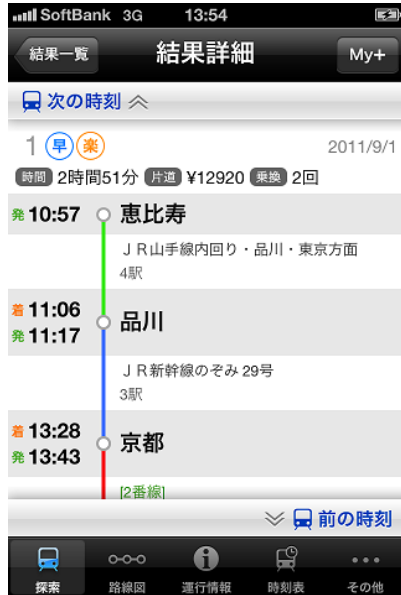 SoftBank 3G 13:54
結果一覧 結果詳細 My+
次の時刻
1 早 楽 2011/9/1
時間 2時間51分 片道 ¥12920 乗換 2回
発 10:57 恵比寿
ＪＲ山手線内回り・品川・東京方面
4駅
着 11:06
品川
発 11:17
ＪＲ新幹線のぞみ 29号
3駅
着 13:28
京都
発 13:43
[2番線]
前の時刻
探索 路線図 運行情報 時刻表 その他